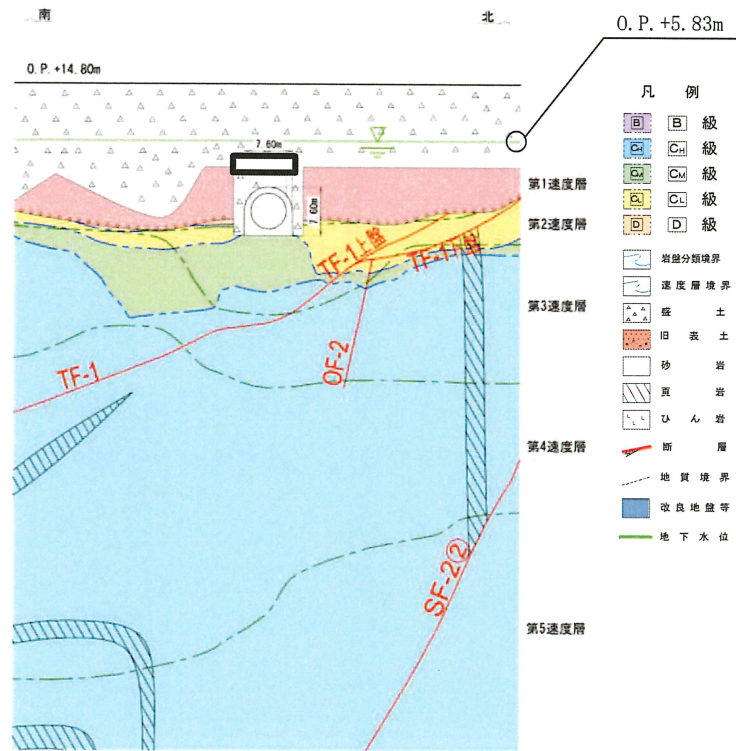 南
北
O.P.+5.83m
O.P.+14.80m
7.60m
7.60m
第1速度層
第2速度層
第3速度層
第4速度層
第5速度層
TF-1上盤
TF-1下盤
TF-1
OF-2
SF-2②
凡 例
B B 級
CH CH 級
CM CM 級
CL CL 級
D D 級
岩盤分類境界
速度層境界
盛 土
旧 表 土
砂 岩
頁 岩
ひ ん 岩
断 層
地 質 境 界
改 良 地 盤 等
地 下 水 位